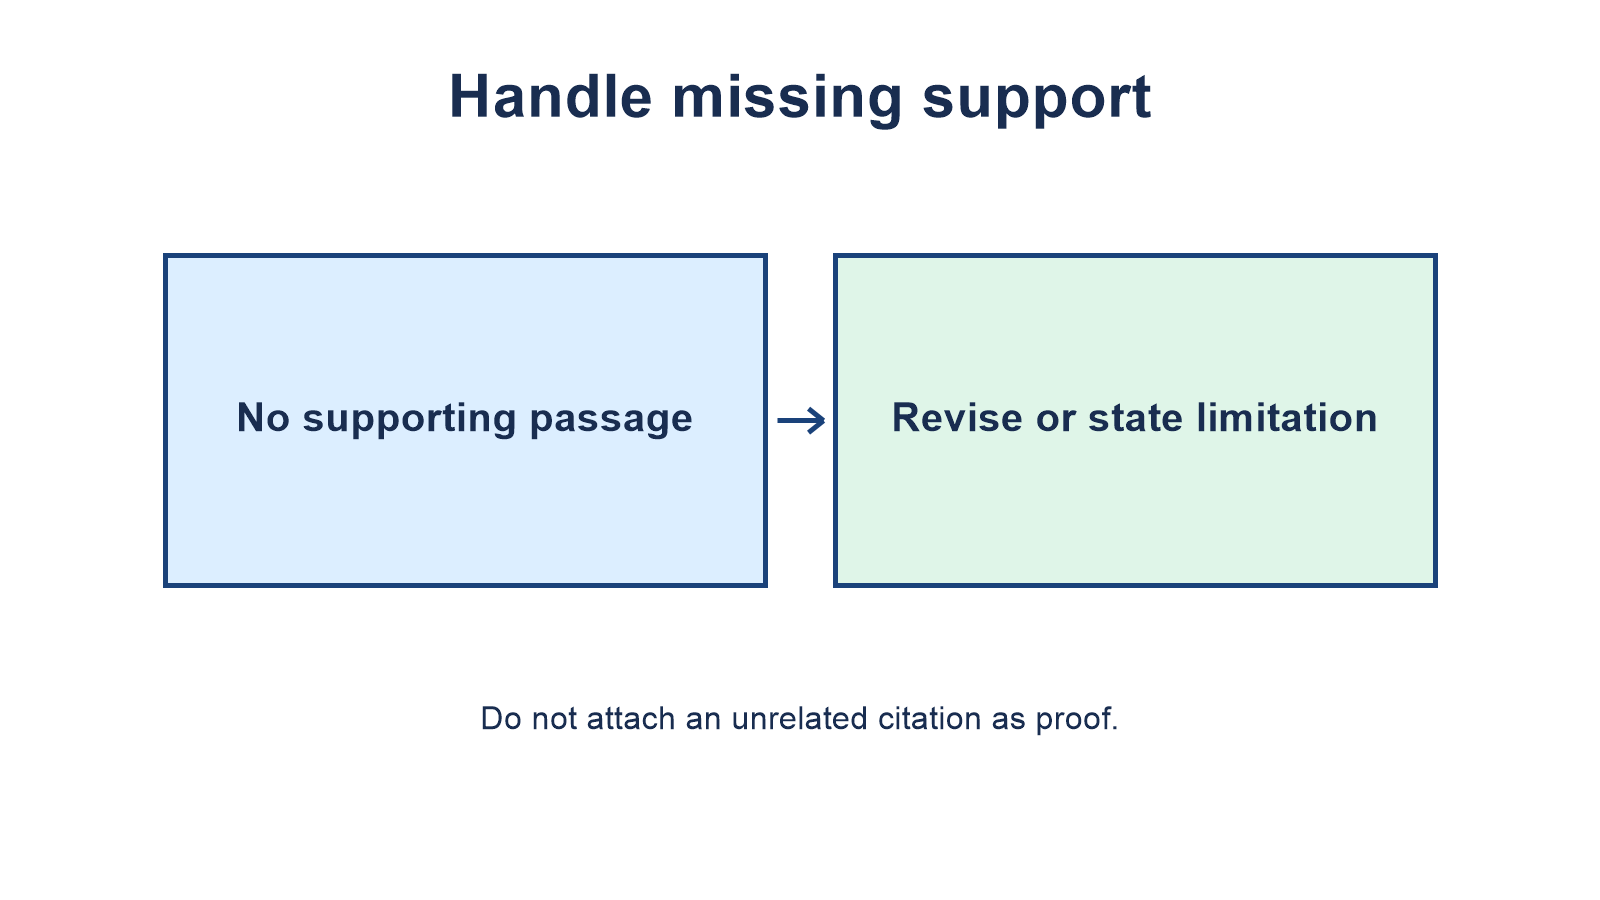 Handle missing support
No supporting passage
Revise or state limitation
Do not attach an unrelated citation as proof.